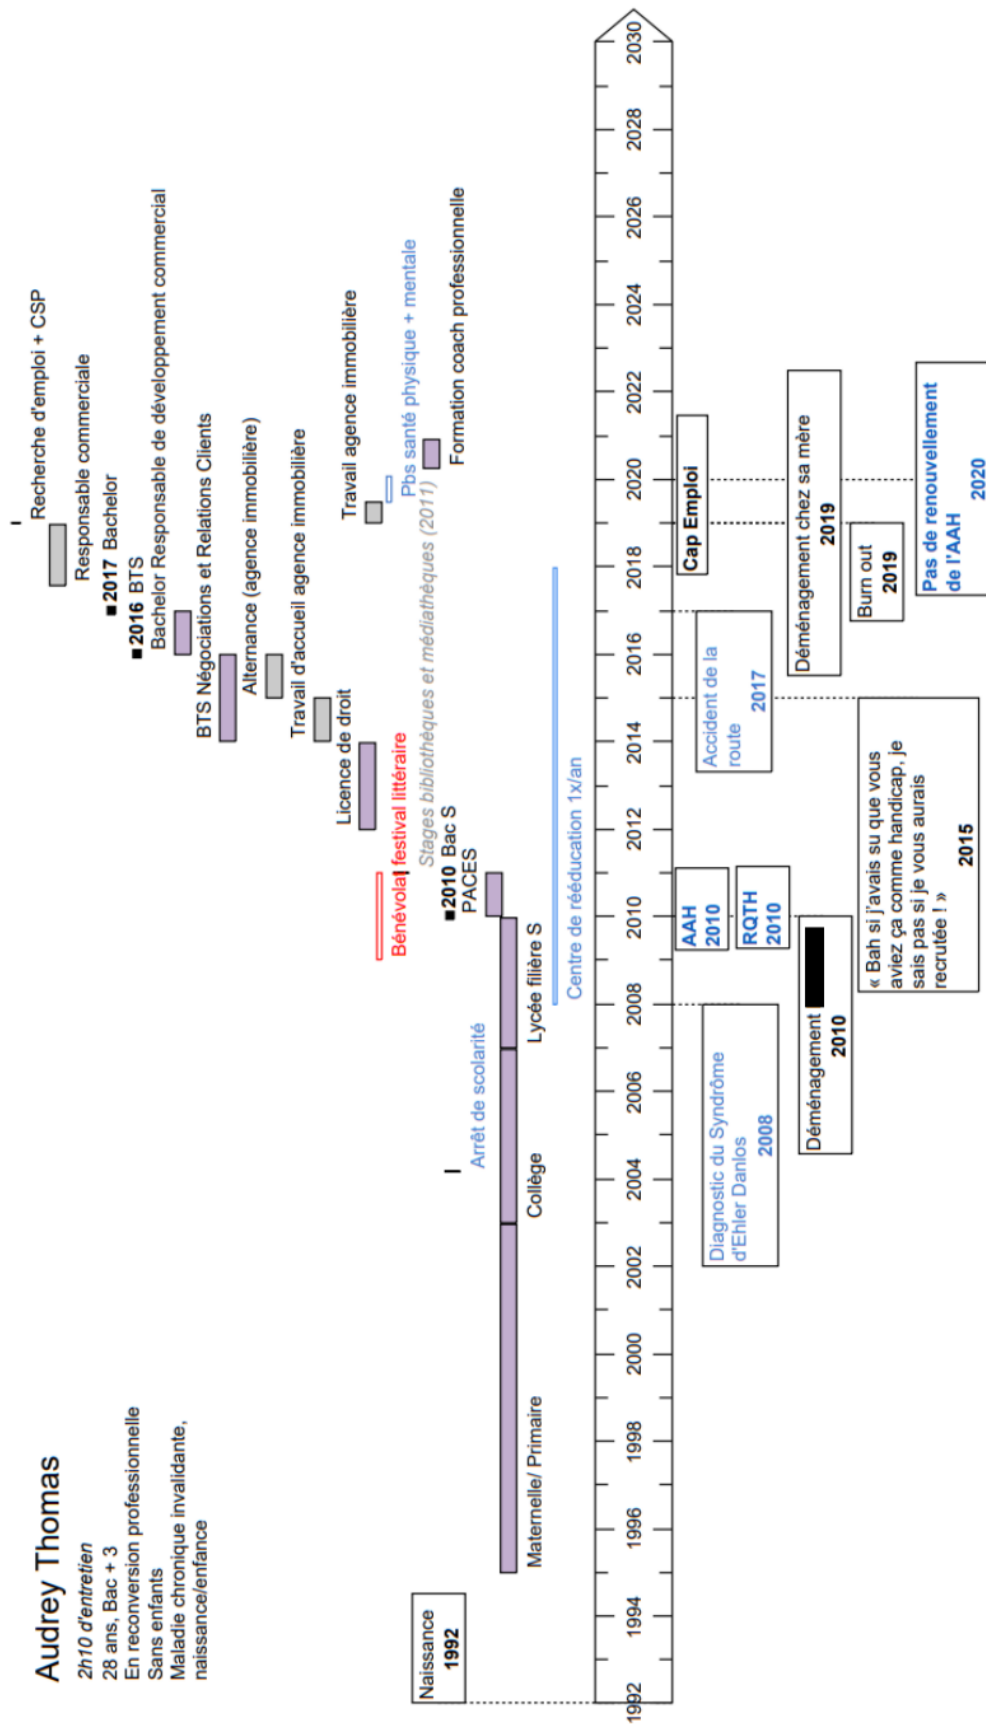 Audrey Thomas
2h10 d'entretien
28 ans, Bac + 3
En reconversion professionnelle
Sans enfants
Maladie chronique invalidante,
naissance/enfance
Recherche d'emploi + CSP
Responsable commerciale
2017 Bachelor
2016 BTS
Bachelor Responsable de développement commercial
BTS Négociations et Relations Clients
Alternance (agence immobilière)
Travail d'accueil agence immobilière
Licence de droit
Travail agence immobilière
Bénévolat festival littéraire
Pbs santé physique + mentale
Stages bibliothèques et médiathèques (2011)
Formation coach professionnelle
2010 Bac S
PACES
Arrêt de scolarité
Maternelle/ Primaire
Collège
Lycée filière S
Centre de rééducation 1x/an
Naissance
1992
1992 1994 1996 1998 2000 2002 2004 2006 2008 2010 2012 2014 2016 2018 2020 2022 2024 2026 2028 2030
AAH
2010
RQTH
2010
Cap Emploi
Diagnostic du Syndrôme
d'Ehler Danlos
2008
Accident de la
route
2017
Déménagement
2010
Déménagement chez sa mère
2019
Burn out
2019
« Bah si j'avais su que vous
aviez ça comme handicap, je
sais pas si je vous aurais
recrutée ! »
2015
Pas de renouvellement
de l'AAH
2020